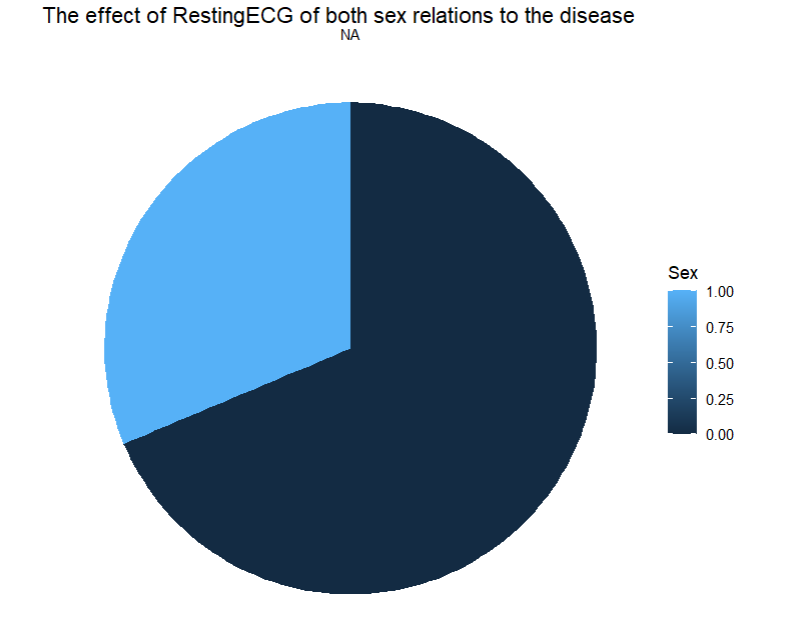 The effect of RestingECG of both sex relations to the disease
NA
Sex
1.00
0.75
0.50
0.25
0.00